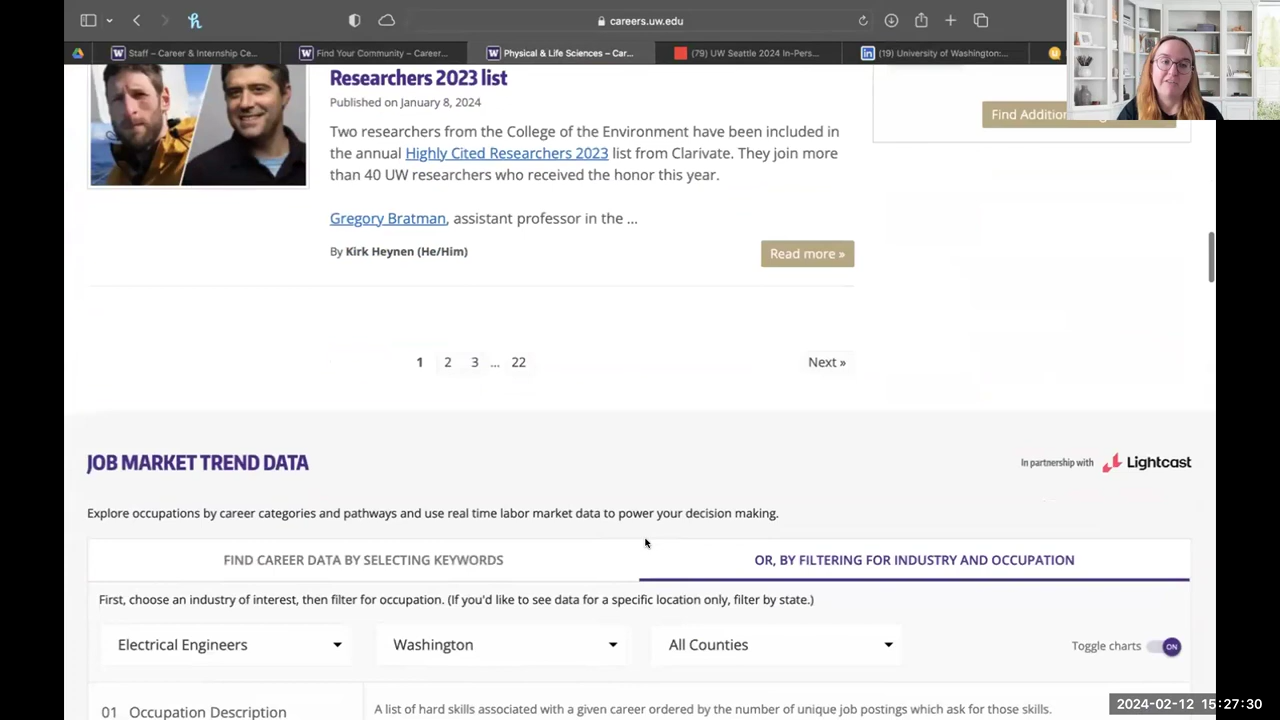 careers.uw.edu
Staff – Career & Internship Ce...
Find Your Community – Career...
Physical & Life Sciences – Car...
(79) UW Seattle 2024 In-Pers...
(19) University of Washington:...
Researchers 2023 list
Published on January 8, 2024
Two researchers from the College of the Environment have been included in
the annual Highly Cited Researchers 2023 list from Clarivate. They join more
than 40 UW researchers who received the honor this year.
Gregory Bratman, assistant professor in the ...
By Kirk Heynen (He/Him)
Read more »
1 2 3 ... 22
Next »
JOB MARKET TREND DATA
In partnership with Lightcast
Explore occupations by career categories and pathways and use real time labor market data to power your decision making.
FIND CAREER DATA BY SELECTING KEYWORDS
OR, BY FILTERING FOR INDUSTRY AND OCCUPATION
First, choose an industry of interest, then filter for occupation. (If you'd like to see data for a specific location only, filter by state.)
Electrical Engineers
Washington
All Counties
Toggle charts ON
01 Occupation Description
A list of hard skills associated with a given career ordered by the number of unique job postings which ask for those skills.
2024-02-12 15:27:30